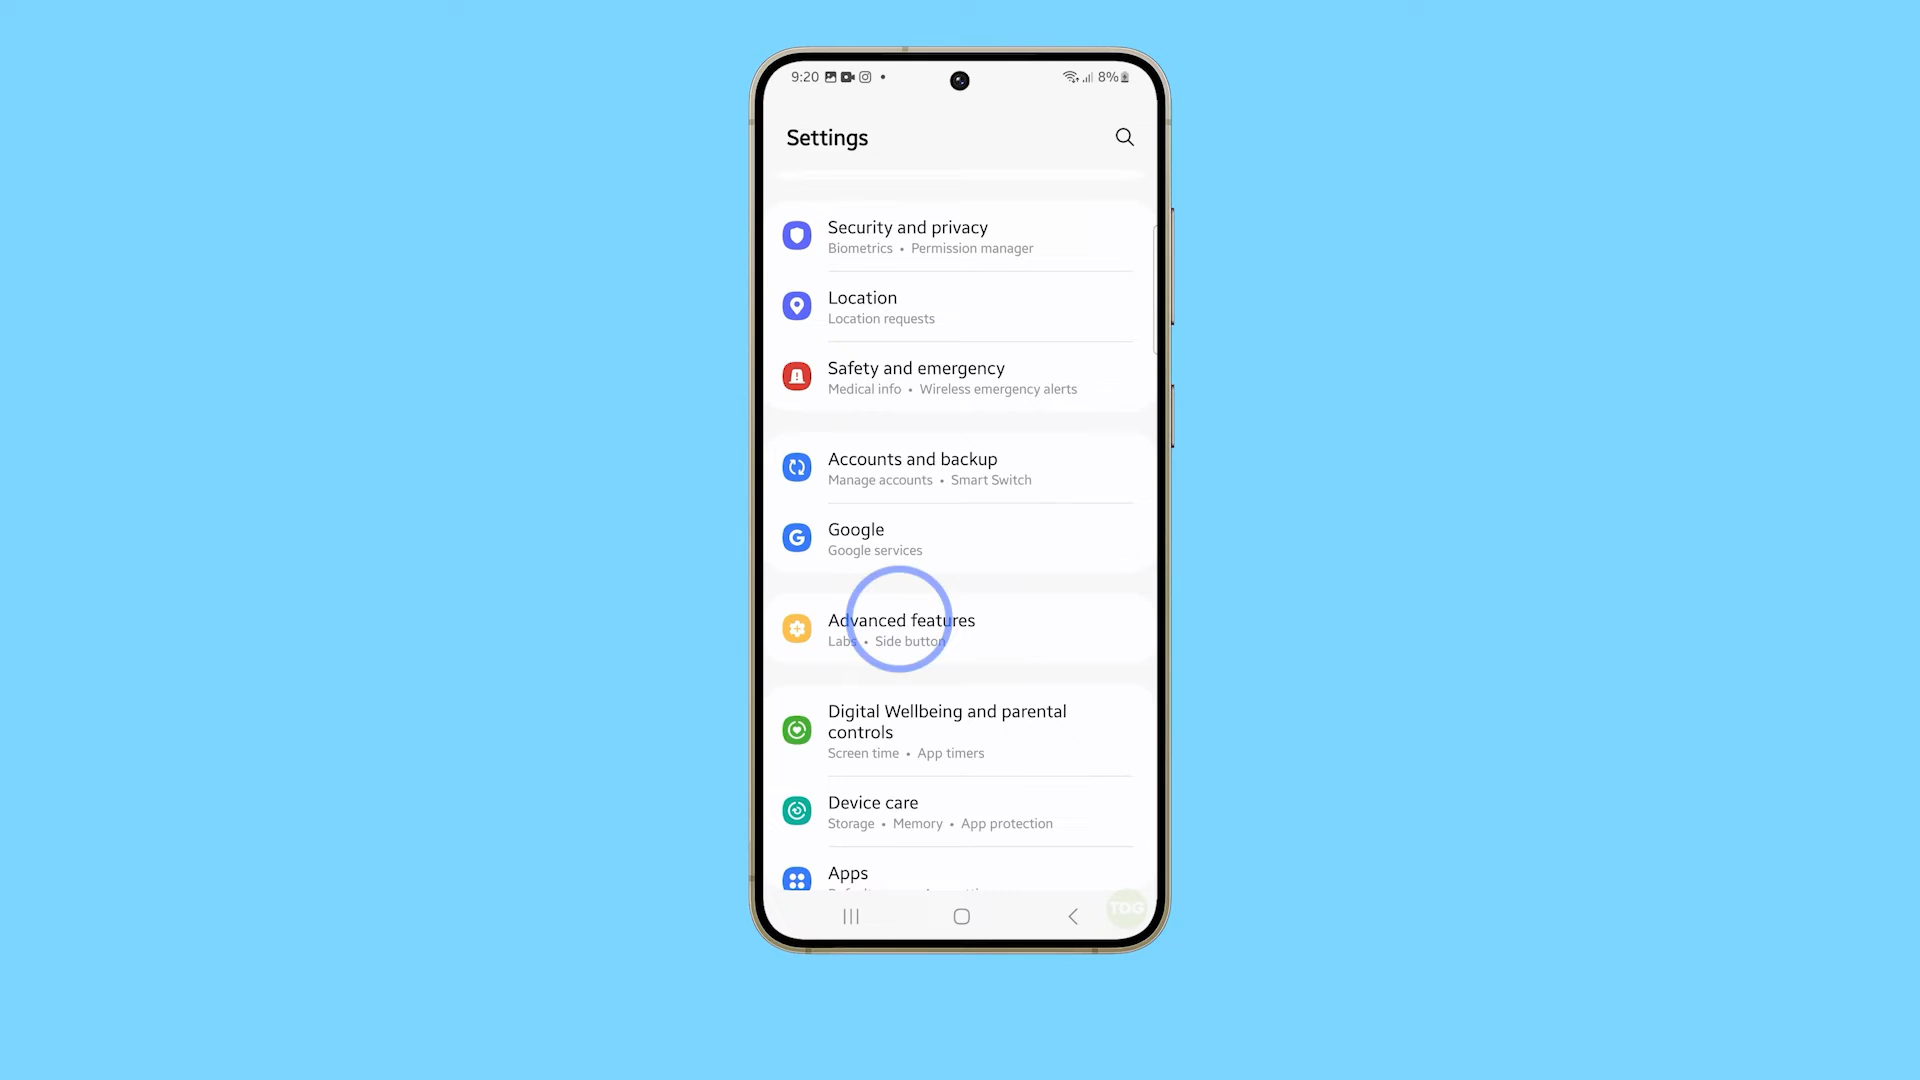 9:20
8%
Settings
Security and privacy
Biometrics • Permission manager
Location
Location requests
Safety and emergency
Medical info • Wireless emergency alerts
Accounts and backup
Manage accounts • Smart Switch
Google
Google services
Advanced features
Labs • Side button
Digital Wellbeing and parental
controls
Screen time • App timers
Device care
Storage • Memory • App protection
Apps
TDG